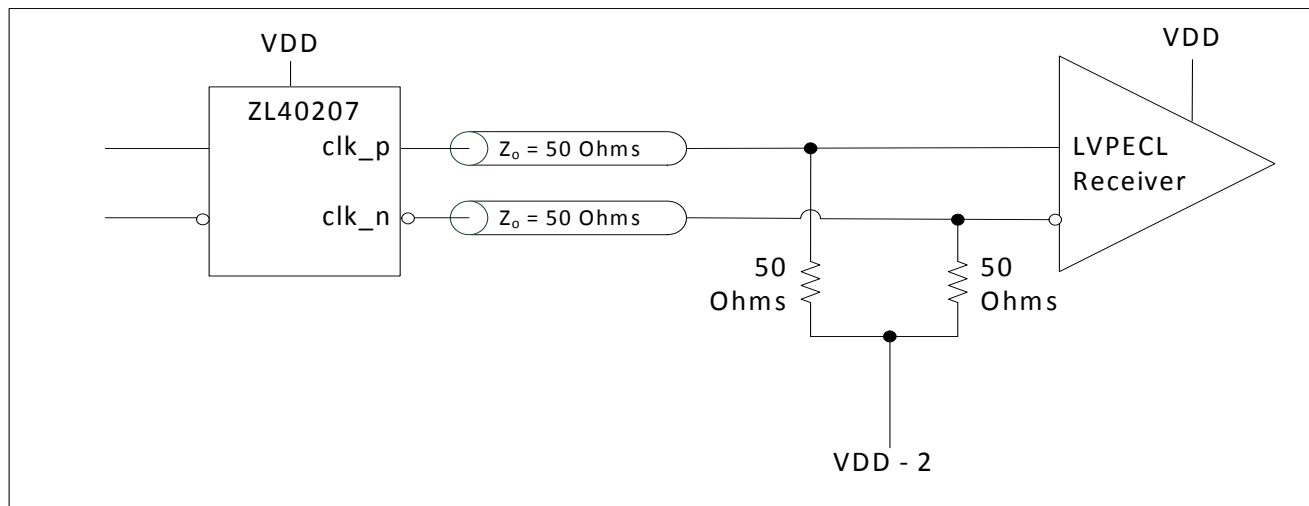 VDD
VDD
ZL40207
clk_p
Zₒ = 50 Ohms
LVPECL
Receiver
clk_n
Zₒ = 50 Ohms
50
Ohms
50
Ohms
VDD - 2